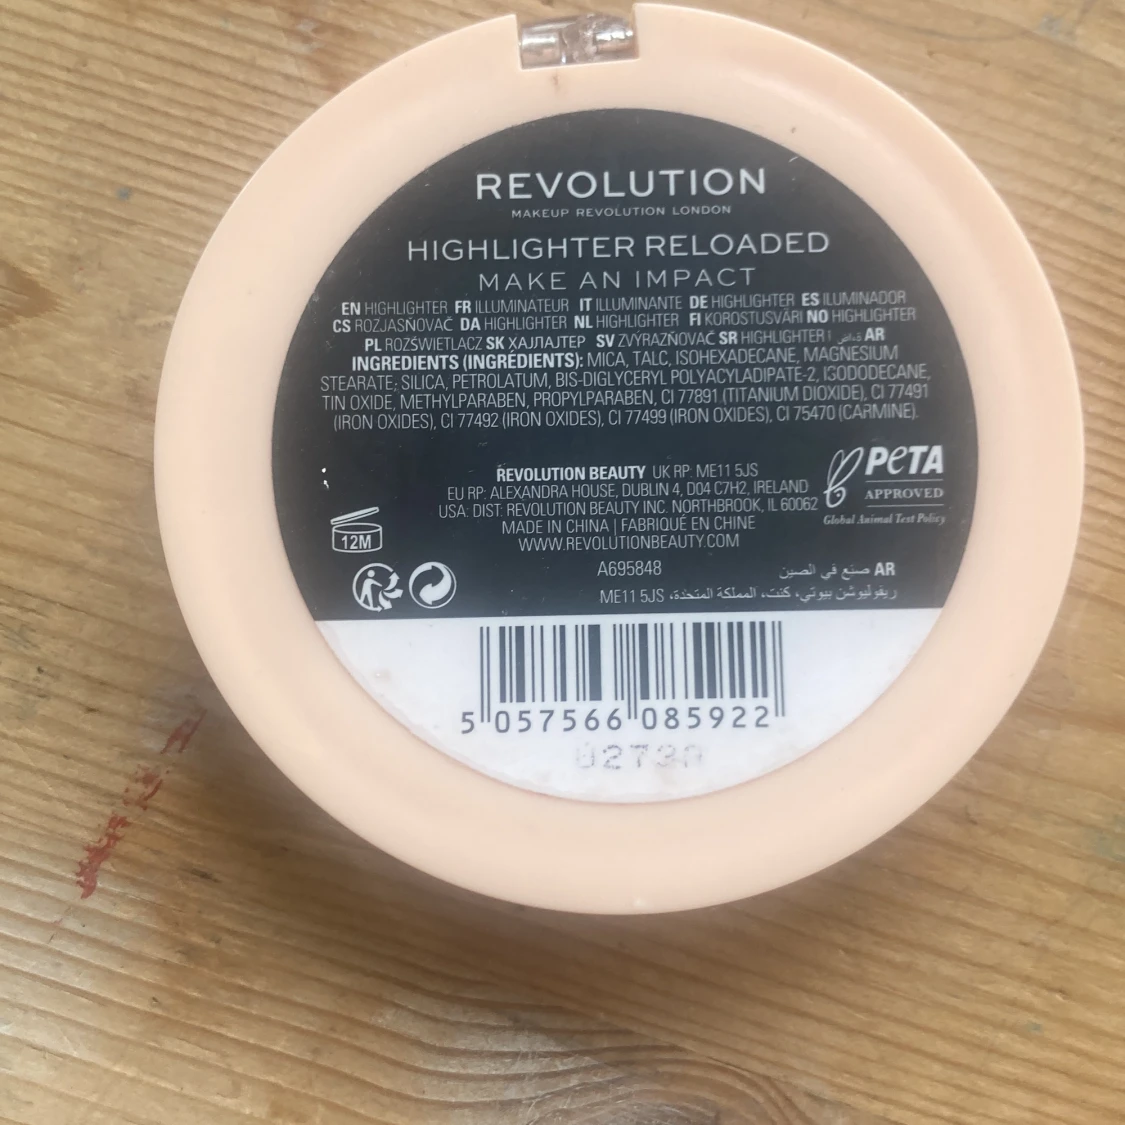 REVOLUTION
MAKEUP REVOLUTION LONDON
HIGHLIGHTER RELOADED
MAKE AN IMPACT
EN HIGHLIGHTER FR ILLUMINATEUR IT ILLUMINANTE DE HIGHLIGHTER ES ILUMINADOR
CS ROZJASŇOVAČ DA HIGHLIGHTER NL HIGHLIGHTER FI KOROSTUSVÄRI NO HIGHLIGHTER
PL ROZŚWIETLACZ SK ХАЈЛАЈТЕР SV ZVÝRAZŇOVAČ SR HIGHLIGHTER AR
INGREDIENTS (INGRÉDIENTS): MICA, TALC, ISOHEXADECANE, MAGNESIUM
STEARATE, SILICA, PETROLATUM, BIS-DIGLYCERYL POLYACYLADIPATE-2, ISODODECANE,
TIN OXIDE, METHYLPARABEN, PROPYLPARABEN, CI 77891 (TITANIUM DIOXIDE), CI 77491
(IRON OXIDES), CI 77492 (IRON OXIDES), CI 77499 (IRON OXIDES), CI 75470 (CARMINE).
REVOLUTION BEAUTY UK RP: ME11 5JS
EU RP: ALEXANDRA HOUSE, DUBLIN 4, D04 C7H2, IRELAND
USA: DIST: REVOLUTION BEAUTY INC. NORTHBROOK, IL 60062
MADE IN CHINA | FABRIQUÉ EN CHINE
WWW.REVOLUTIONBEAUTY.COM
PETA
APPROVED
Global Animal Test Policy
12M
A695848
AR صنع في الصين
ريفوليوشن بيوتي، كنت، المملكة المتحدة، ME11 5JS
5 057566 085922